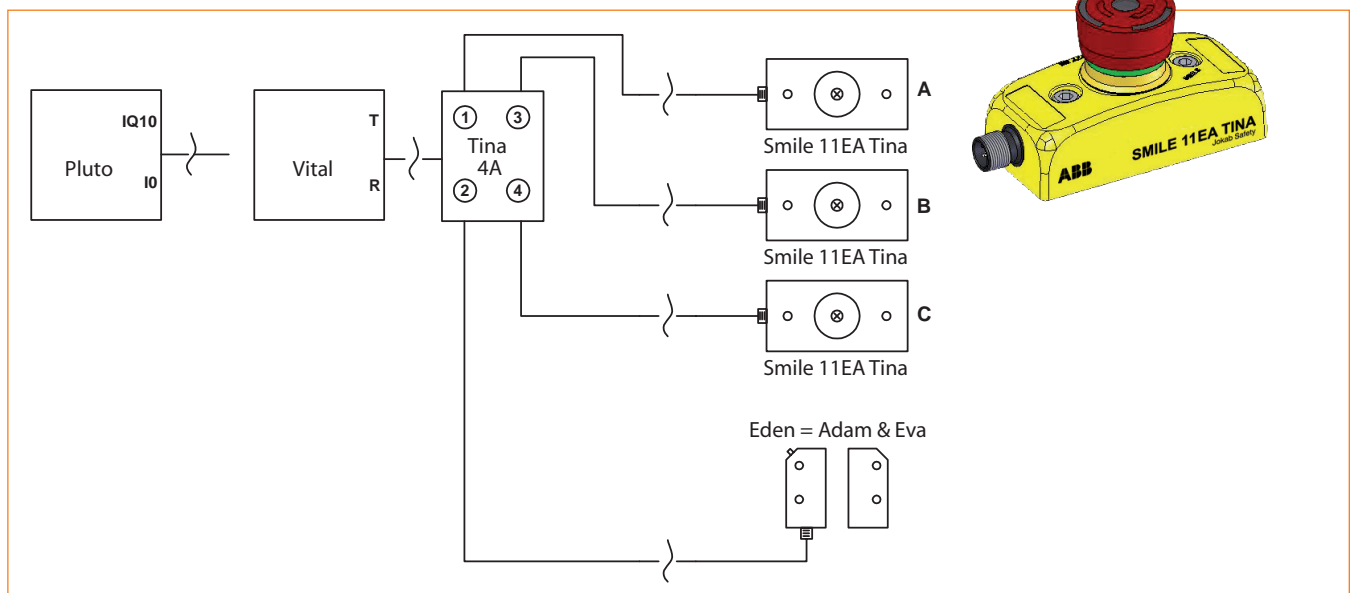 Pluto
IQ10
I0
Vital
T
R
1
3
Tina
4A
2
4
A
Smile 11EA Tina
B
Smile 11EA Tina
C
Smile 11EA Tina
Eden = Adam & Eva
ABB
SMILE 11EA TINA
Jokab Safety